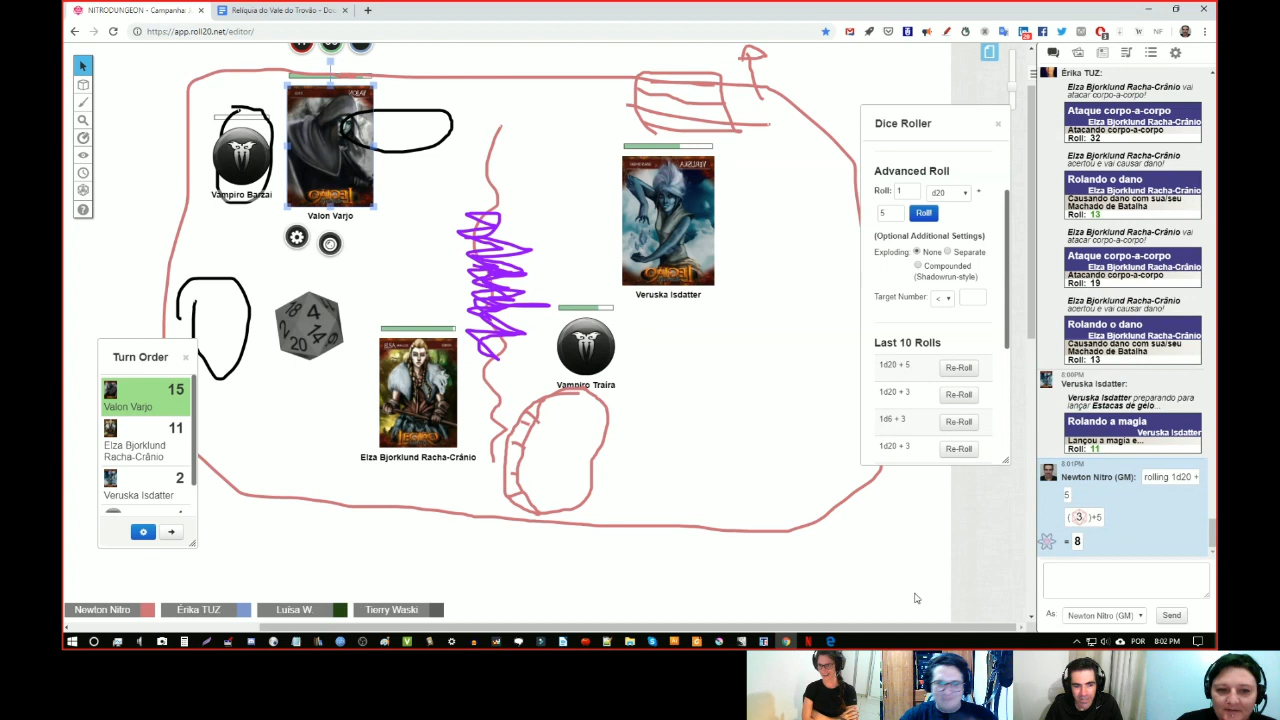 NITRODUNGEON - Campanha: J
Relíquia do Vale do Trovão - Doc
https://app.roll20.net/editor/
29
3
W
NF
Vampiro Barzai
Valon Varjo
Veruska Isdatter
18
4
2
14
20
Vampiro Traira
Elza Bjorklund Racha-Crânio
Turn Order
15
Valon Varjo
11
Elza Bjorklund
Racha-Crânio
2
Veruska Isdatter
Dice Roller
Advanced Roll
Roll:
1
d20
+
5
Roll!
(Optional Additional Settings)
Exploding:
None
Separate
Compounded
(Shadowrun-style)
Target Number:
<
Last 10 Rolls
1d20 + 5
Re-Roll
1d20 + 3
Re-Roll
1d6 + 3
Re-Roll
1d20 + 3
Re-Roll
Érika TUZ:
Elza Bjorklund Racha-Crânio vai
atacar corpo-a-corpo!
Ataque corpo-a-corpo
Elza Bjorklund Racha-Crânio
Atacando corpo-a-corpo
Roll: 32
Elza Bjorklund Racha-Crânio
acertou e vai causar dano!
Rolando o dano
Elza Bjorklund Racha-Crânio
Causando dano com sua/seu
Machado de Batalha
Roll: 13
Elza Bjorklund Racha-Crânio vai
atacar corpo-a-corpo!
Ataque corpo-a-corpo
Elza Bjorklund Racha-Crânio
Atacando corpo-a-corpo
Roll: 19
Elza Bjorklund Racha-Crânio
acertou e vai causar dano!
Rolando o dano
Elza Bjorklund Racha-Crânio
Causando dano com sua/seu
Machado de Batalha
Roll: 13
8:00PM
Veruska Isdatter:
Veruska Isdatter preparando para
lançar Estacas de gelo...
Rolando a magia
Veruska Isdatter
Lançou a magia e...
Roll: 11
8:01PM
Newton Nitro (GM):
rolling 1d20 +
5
(3)+5
= 8
As:
Newton Nitro (GM)
Send
Newton Nitro
Érika TUZ
Luísa W.
Tierry Waski
POR
8:02 PM